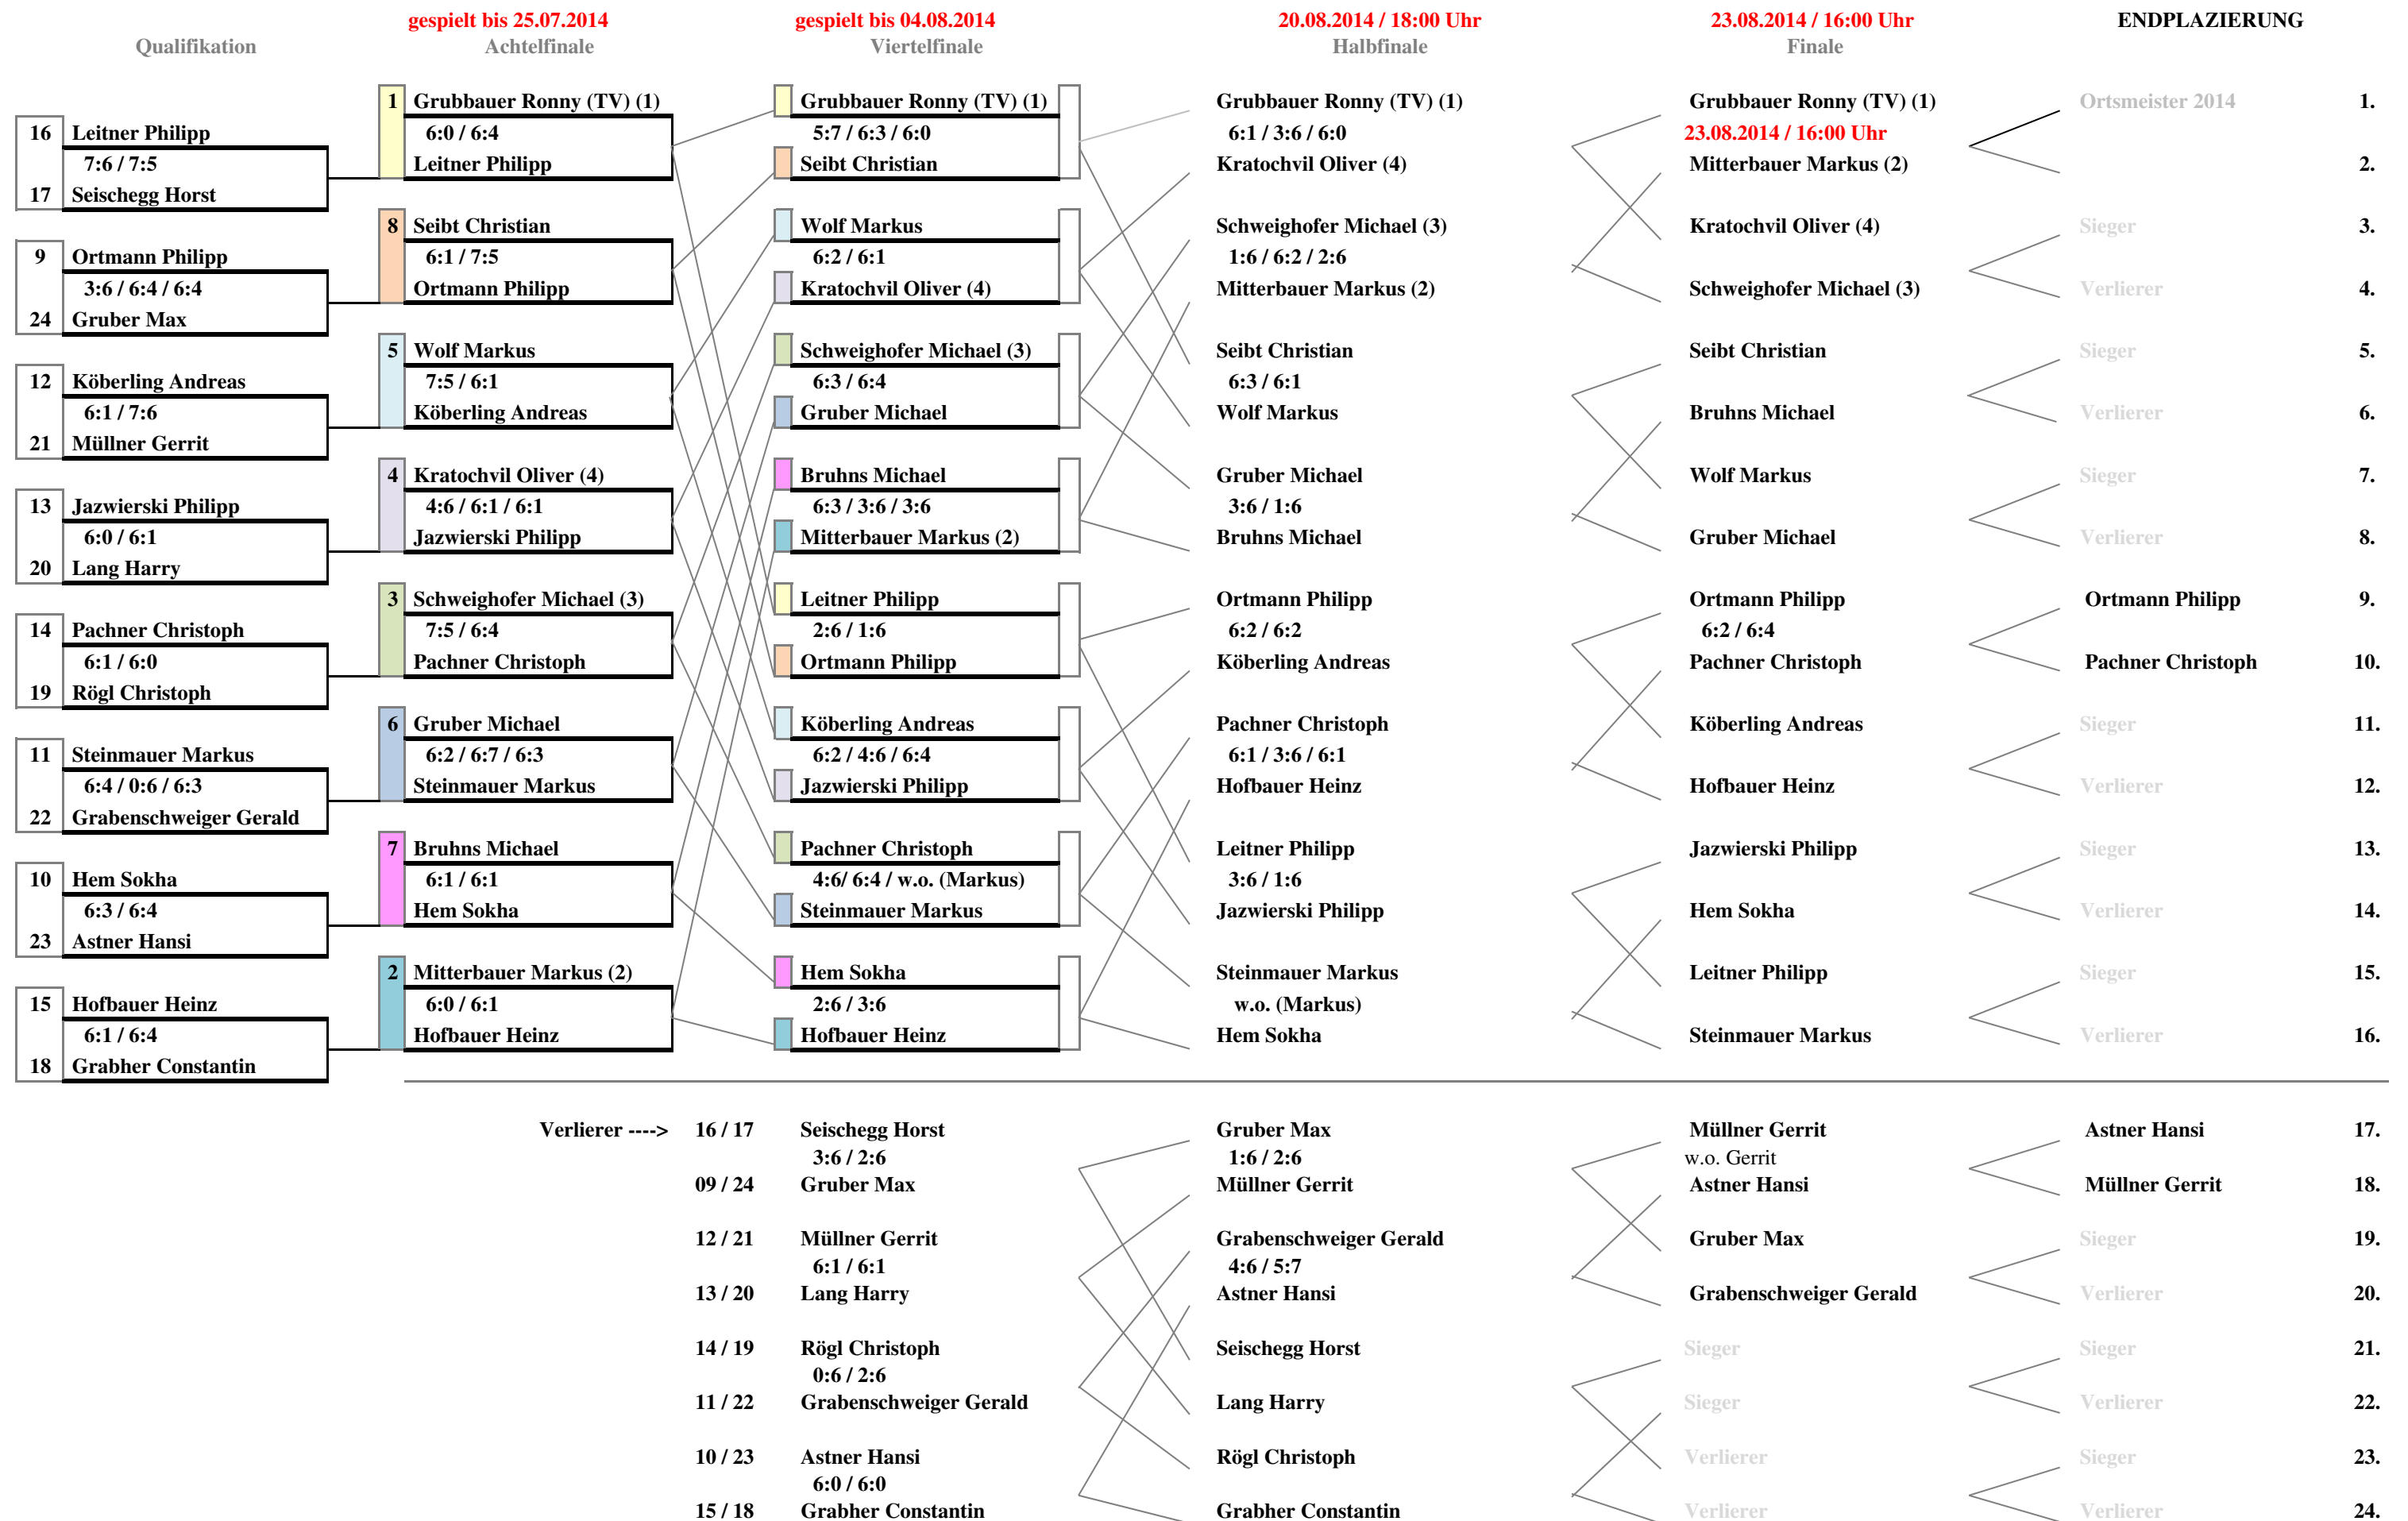 gespielt bis 25.07.2014 gespielt bis 04.08.2014 20.08.2014 / 18:00 Uhr 23.08.2014 / 16:00 Uhr ENDPLAZIERUNG
Qualifikation Achtelfinale Viertelfinale Halbfinale Finale
1 Grubbauer Ronny (TV) (1) Grubbauer Ronny (TV) (1) Grubbauer Ronny (TV) (1) Grubbauer Ronny (TV) (1) Ortsmeister 2014 1.
16 Leitner Philipp 6:0 / 6:4 5:7 / 6:3 / 6:0 6:1 / 3:6 / 6:0 23.08.2014 / 16:00 Uhr
7:6 / 7:5 Leitner Philipp Seibt Christian Kratochvil Oliver (4) Mitterbauer Markus (2) 2.
17 Seischegg Horst
8 Seibt Christian Wolf Markus Schweighofer Michael (3) Kratochvil Oliver (4) Sieger 3.
9 Ortmann Philipp 6:1 / 7:5 6:2 / 6:1 1:6 / 6:2 / 2:6
3:6 / 6:4 / 6:4 Ortmann Philipp Kratochvil Oliver (4) Mitterbauer Markus (2) Schweighofer Michael (3) Verlierer 4.
24 Gruber Max
5 Wolf Markus Schweighofer Michael (3) Seibt Christian Seibt Christian Sieger 5.
12 Köberling Andreas 7:5 / 6:1 6:3 / 6:4 6:3 / 6:1
6:1 / 7:6 Köberling Andreas Gruber Michael Wolf Markus Bruhns Michael Verlierer 6.
21 Müllner Gerrit
4 Kratochvil Oliver (4) Bruhns Michael Gruber Michael Wolf Markus Sieger 7.
13 Jazwierski Philipp 4:6 / 6:1 / 6:1 6:3 / 3:6 / 3:6 3:6 / 1:6
6:0 / 6:1 Jazwierski Philipp Mitterbauer Markus (2) Bruhns Michael Gruber Michael Verlierer 8.
20 Lang Harry
3 Schweighofer Michael (3) Leitner Philipp Ortmann Philipp Ortmann Philipp Ortmann Philipp 9.
14 Pachner Christoph 7:5 / 6:4 2:6 / 1:6 6:2 / 6:2 6:2 / 6:4
6:1 / 6:0 Pachner Christoph Ortmann Philipp Köberling Andreas Pachner Christoph Pachner Christoph 10.
19 Rögl Christoph
6 Gruber Michael Köberling Andreas Pachner Christoph Köberling Andreas Sieger 11.
11 Steinmauer Markus 6:2 / 6:7 / 6:3 6:2 / 4:6 / 6:4 6:1 / 3:6 / 6:1
6:4 / 0:6 / 6:3 Steinmauer Markus Jazwierski Philipp Hofbauer Heinz Hofbauer Heinz Verlierer 12.
22 Grabenschweiger Gerald
7 Bruhns Michael Pachner Christoph Leitner Philipp Jazwierski Philipp Sieger 13.
10 Hem Sokha 6:1 / 6:1 4:6/ 6:4 / w.o. (Markus) 3:6 / 1:6
6:3 / 6:4 Hem Sokha Steinmauer Markus Jazwierski Philipp Hem Sokha Verlierer 14.
23 Astner Hansi
2 Mitterbauer Markus (2) Hem Sokha Steinmauer Markus Leitner Philipp Sieger 15.
15 Hofbauer Heinz 6:0 / 6:1 2:6 / 3:6 w.o. (Markus)
6:1 / 6:4 Hofbauer Heinz Hofbauer Heinz Hem Sokha Steinmauer Markus Verlierer 16.
18 Grabher Constantin
Verlierer ----> 16 / 17 Seischegg Horst Gruber Max Müllner Gerrit Astner Hansi 17.
3:6 / 2:6 1:6 / 2:6 w.o. Gerrit
09 / 24 Gruber Max Müllner Gerrit Astner Hansi Müllner Gerrit 18.
12 / 21 Müllner Gerrit Grabenschweiger Gerald Gruber Max Sieger 19.
6:1 / 6:1 4:6 / 5:7
13 / 20 Lang Harry Astner Hansi Grabenschweiger Gerald Verlierer 20.
14 / 19 Rögl Christoph Seischegg Horst Sieger Sieger 21.
0:6 / 2:6
11 / 22 Grabenschweiger Gerald Lang Harry Sieger Verlierer 22.
10 / 23 Astner Hansi Rögl Christoph Verlierer Sieger 23.
6:0 / 6:0
15 / 18 Grabher Constantin Grabher Constantin Verlierer Verlierer 24.